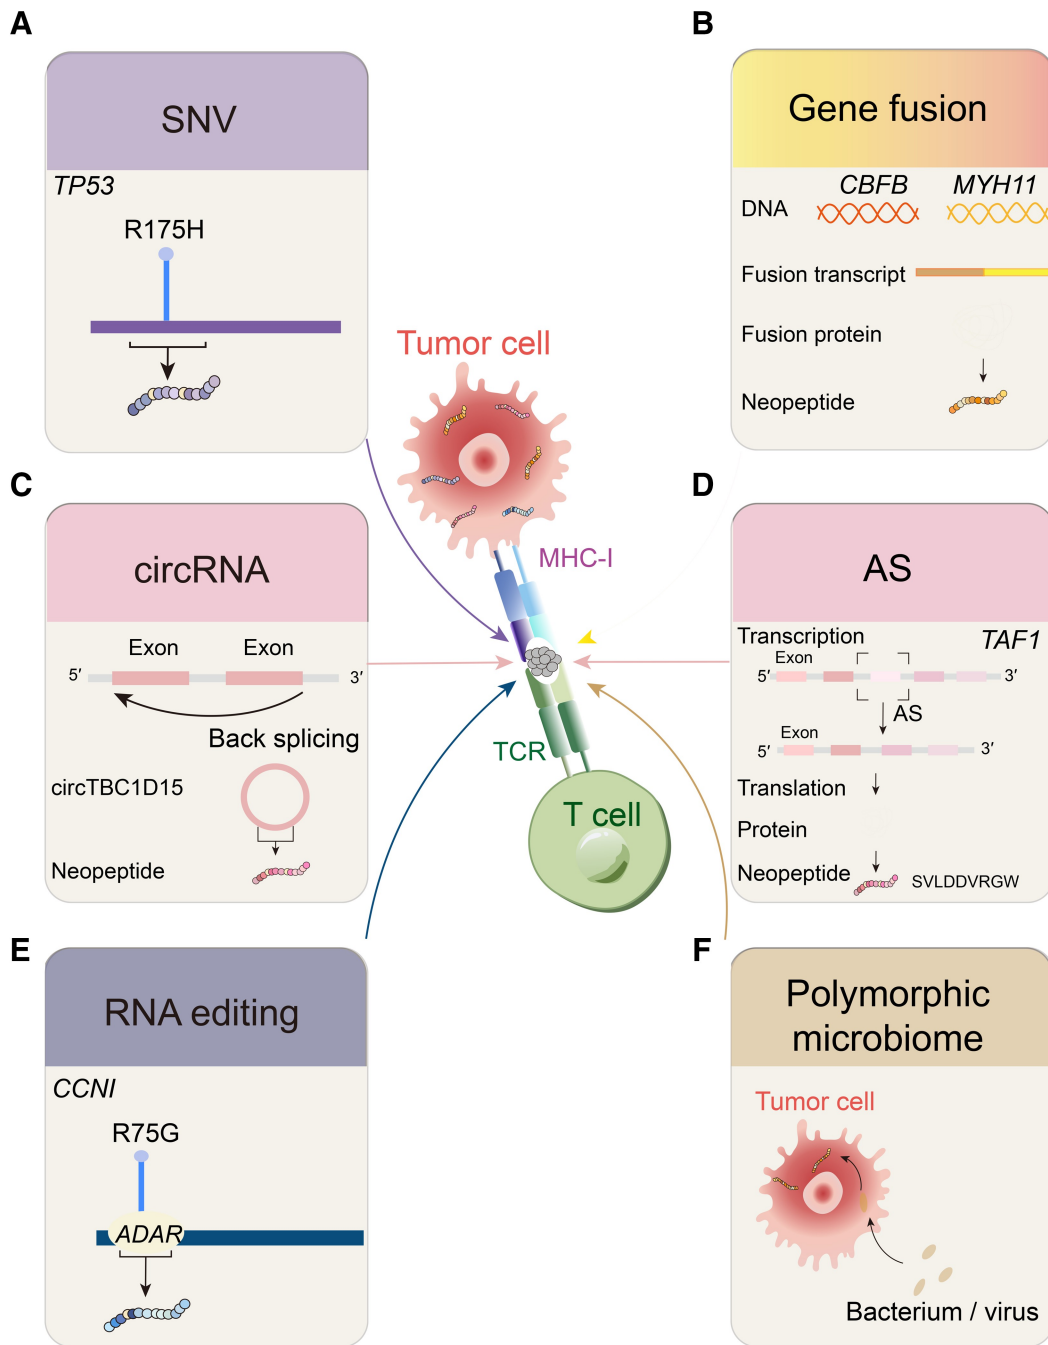 A
SNV
TP53
R175H
B
Gene fusion
CBFB MYH11
DNA
Fusion transcript
Fusion protein
Neopeptide
Tumor cell
MHC-I
TCR
T cell
C
circRNA
Exon Exon
5′ 3′
Back splicing
circTBC1D15
Neopeptide
D
AS
Transcription TAF1
Exon
5′ 3′
AS
Exon
5′ 3′
Translation
Protein
Neopeptide SVLDDVRGW
E
RNA editing
CCNI
R75G
ADAR
F
Polymorphic
microbiome
Tumor cell
Bacterium / virus